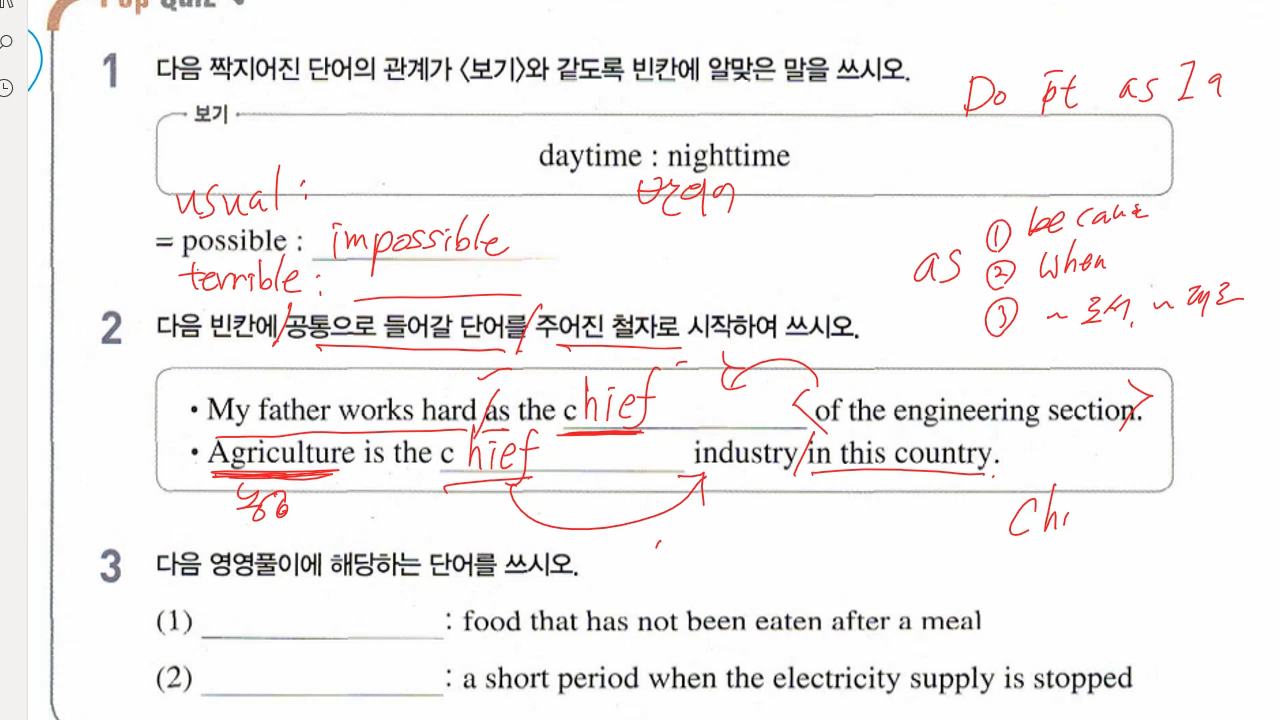 Pop Quiz
1 다음 짝지어진 단어의 관계가 〈보기〉와 같도록 빈칸에 알맞은 말을 쓰시오.
Do as I
보기
daytime : nighttime
반의어
usual :
= possible : impossible
terrible :
as ① because
② when
③ ~로서, ~
2 다음 빈칸에/공통으로 들어갈 단어를/주어진 철자로 시작하여 쓰시오.
• My father works hard/as the chief <of the engineering section.>
• Agriculture is the chief industry/in this country.
농업
Chi
3 다음 영영풀이에 해당하는 단어를 쓰시오.
(1) : food that has not been eaten after a meal
(2) : a short period when the electricity supply is stopped